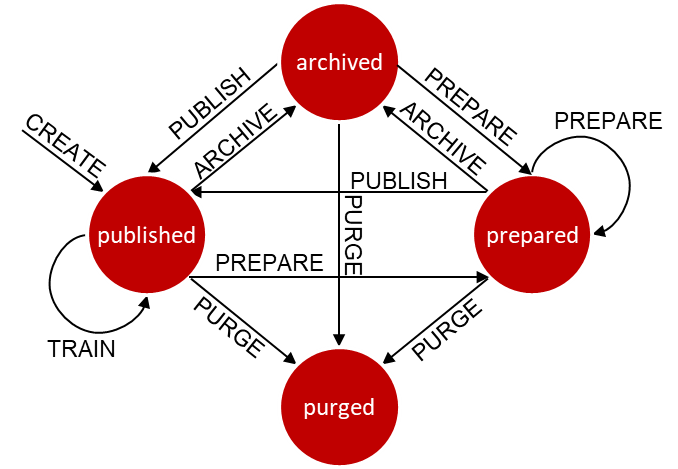 archived
PUBLISH
PREPARE
ARCHIVE
ARCHIVE
CREATE
PREPARE
PUBLISH
published
PURGE
prepared
PREPARE
TRAIN
PURGE
PURGE
purged